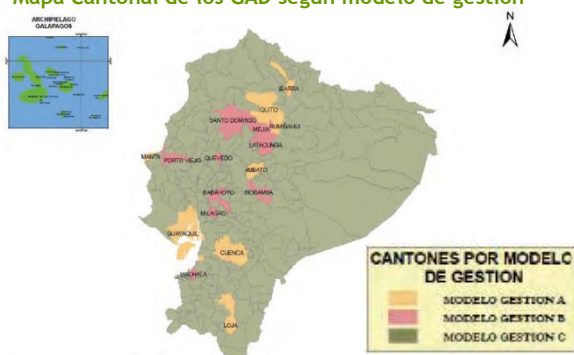 Mapa Cantonal de los GAD según modelo de gestión
ARCHIPIELAGO
GALAPAGOS
N
IBARRA
QUITO
SANTO DOMINGO
RUMIÑAHUI
MEJIA
LATACUNGA
MANTA
PORTO VIEJO
QUEVEDO
AMBATO
BABAHOYO
RIOBAMBA
MILAGRO
GUAYAQUIL
CUENCA
MACHALA
LOJA
CANTONES POR MODELO
DE GESTION
MODELO GESTION A
MODELO GESTION B
MODELO GESTION C